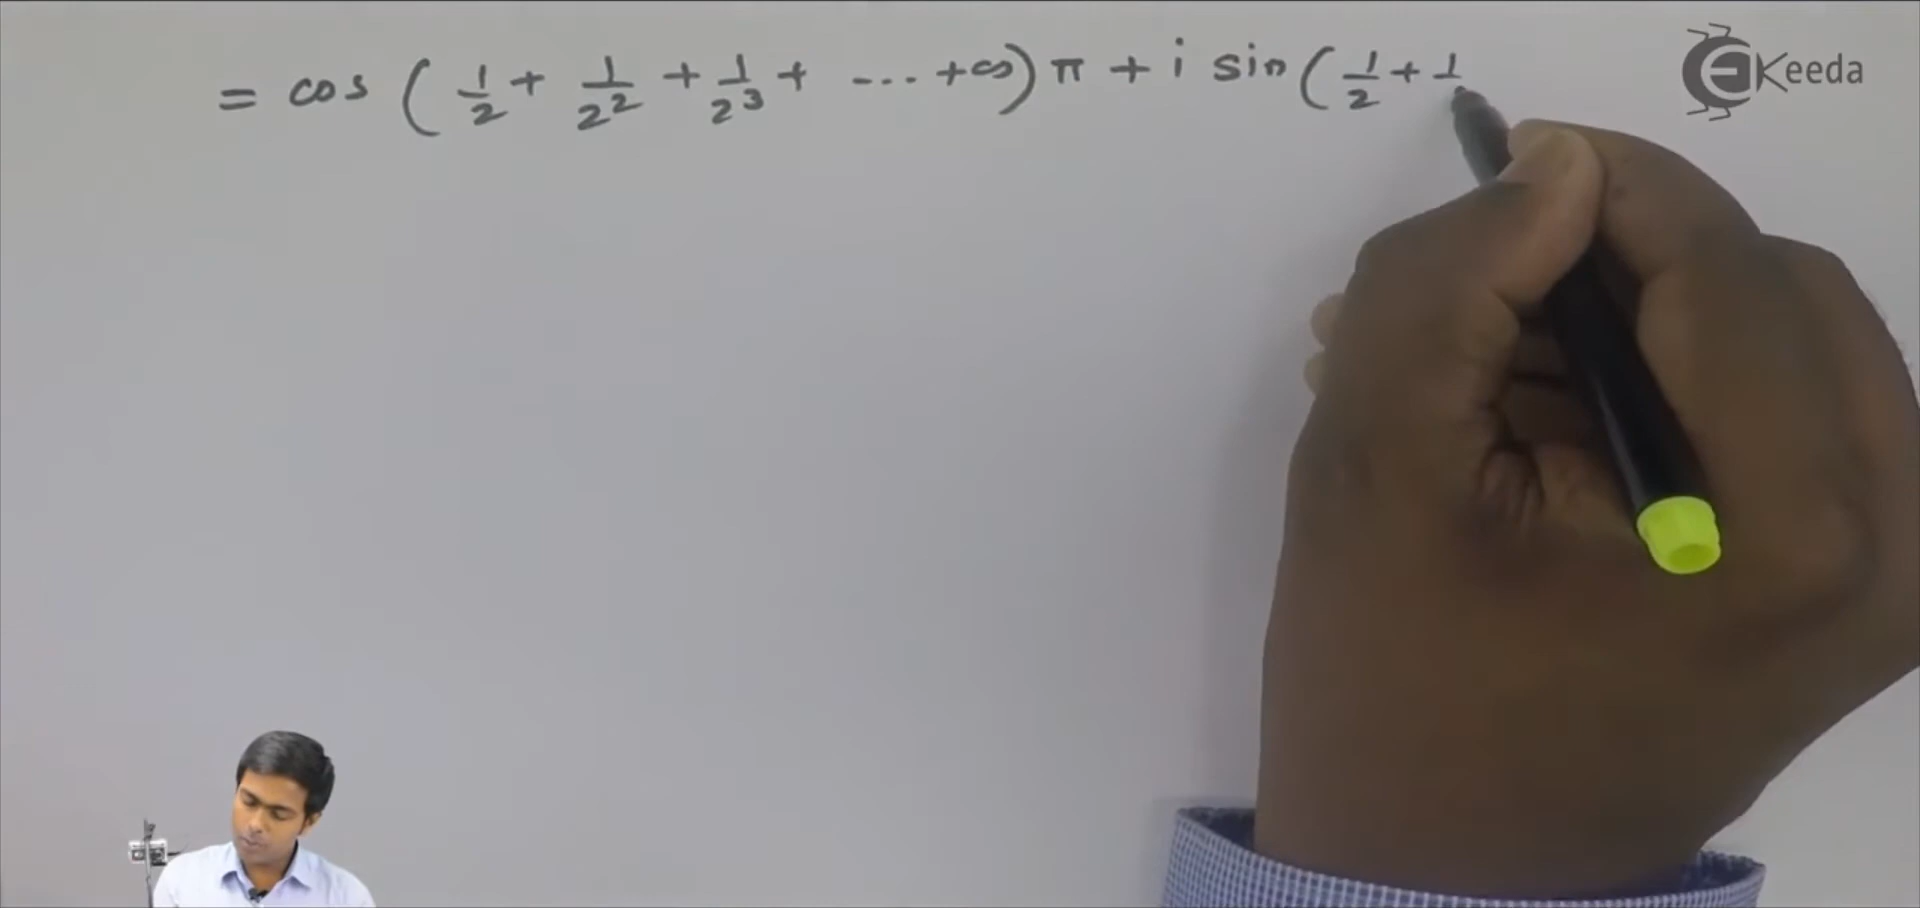 = cos ( 1/2 + 1/2² + 1/2³ + ... + ∞ ) π + i sin ( 1/2 + 1
EKeeda